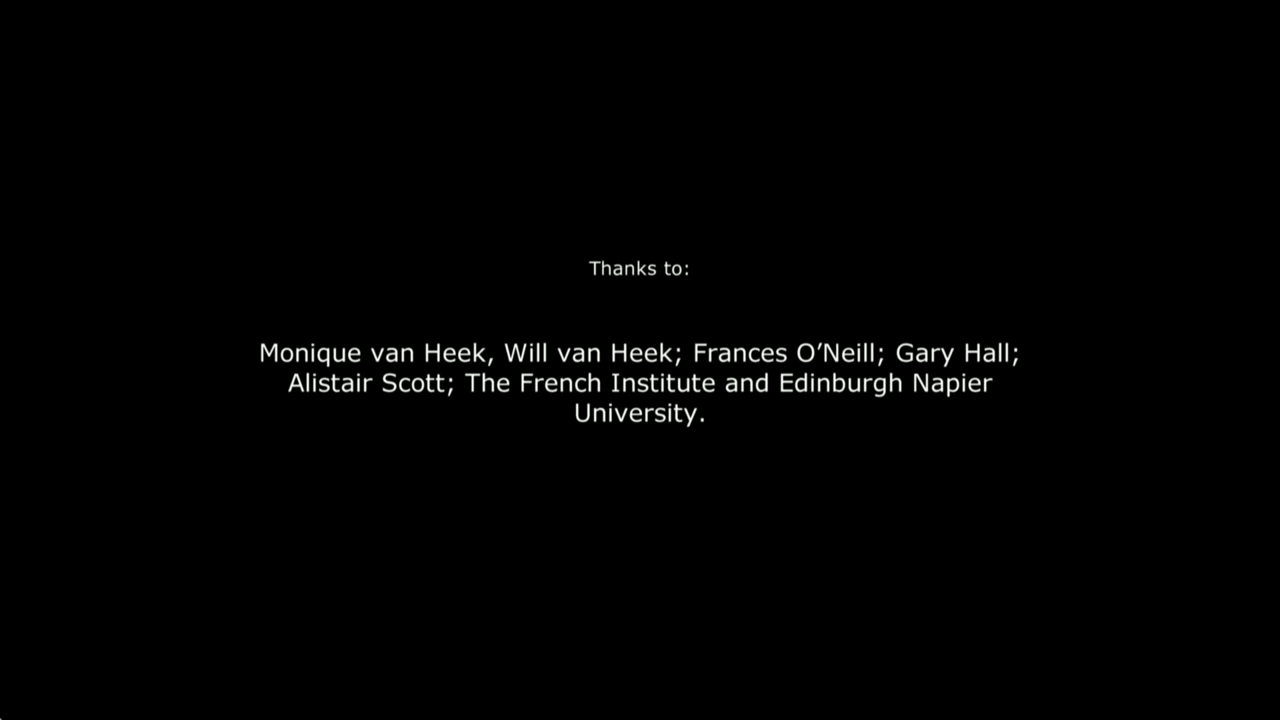 Thanks to:
Monique van Heek, Will van Heek; Frances O’Neill; Gary Hall;
Alistair Scott; The French Institute and Edinburgh Napier
University.